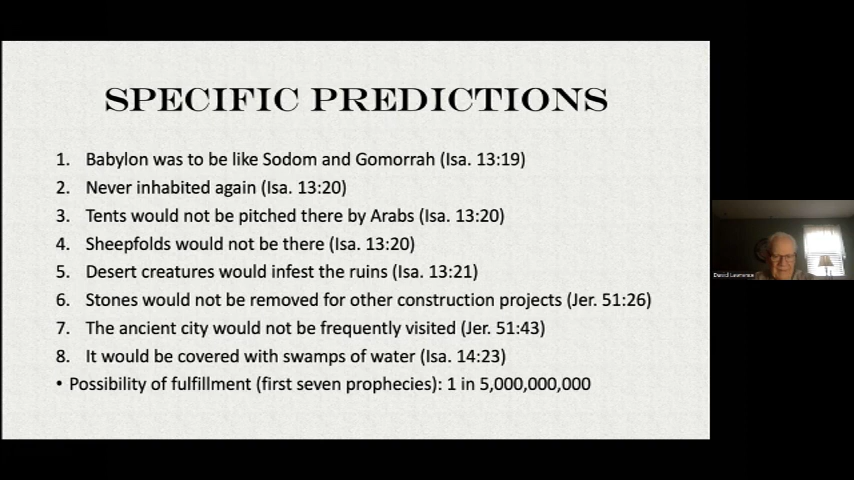 SPECIFIC PREDICTIONS
1. Babylon was to be like Sodom and Gomorrah (Isa. 13:19)
2. Never inhabited again (Isa. 13:20)
3. Tents would not be pitched there by Arabs (Isa. 13:20)
4. Sheepfolds would not be there (Isa. 13:20)
5. Desert creatures would infest the ruins (Isa. 13:21)
6. Stones would not be removed for other construction projects (Jer. 51:26)
7. The ancient city would not be frequently visited (Jer. 51:43)
8. It would be covered with swamps of water (Isa. 14:23)
• Possibility of fulfillment (first seven prophecies): 1 in 5,000,000,000
David Lawrence